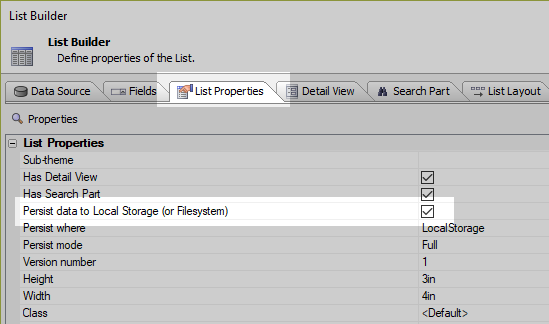 List Builder
List Builder
Define properties of the List.
Data Source Fields List Properties Detail View Search Part List Layout
Properties
List Properties
Sub-theme
Has Detail View
Has Search Part
Persist data to Local Storage (or Filesystem)
Persist where LocalStorage
Persist mode Full
Version number 1
Height 3in
Width 4in
Class <Default>